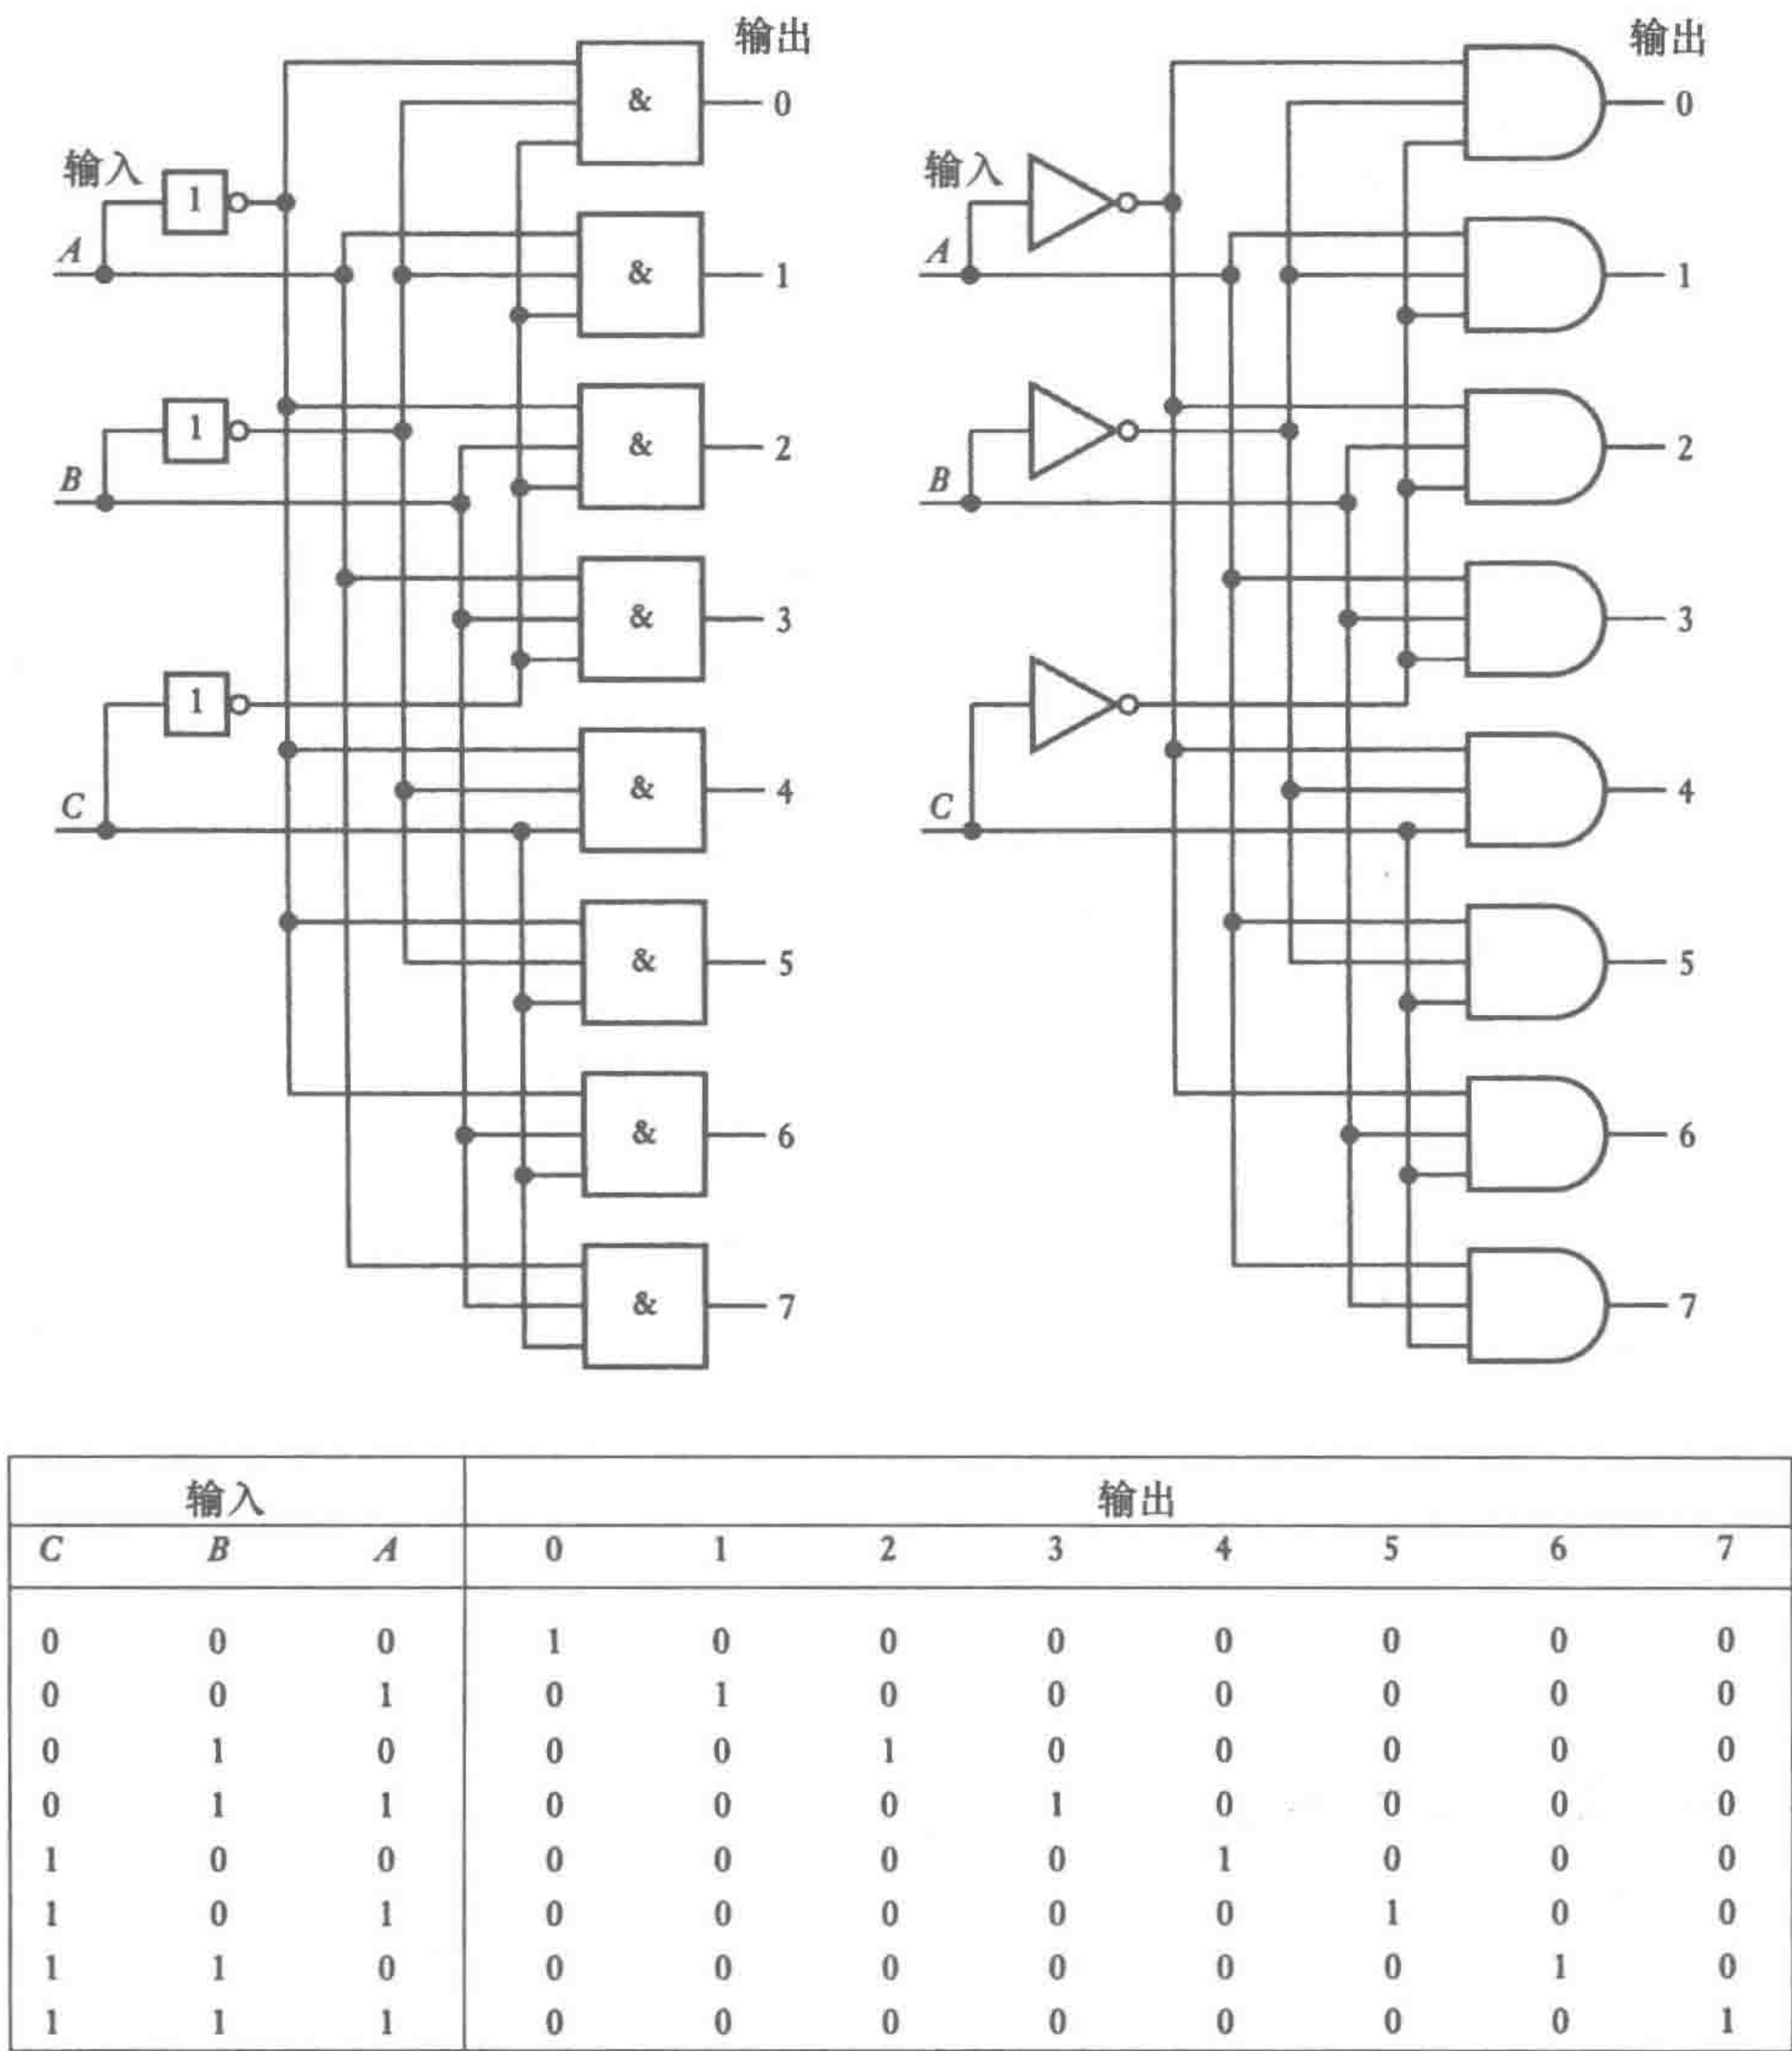 输出 输出
& 0 0
输入 输入
1
A & 1 A 1
1 & 2 2
B B
& 3 3
1
& 4 4
C C
& 5 5
& 6 6
& 7 7
输入 输出
C B A 0 1 2 3 4 5 6 7
0 0 0 1 0 0 0 0 0 0 0
0 0 1 0 1 0 0 0 0 0 0
0 1 0 0 0 1 0 0 0 0 0
0 1 1 0 0 0 1 0 0 0 0
1 0 0 0 0 0 0 1 0 0 0
1 0 1 0 0 0 0 0 1 0 0
1 1 0 0 0 0 0 0 0 1 0
1 1 1 0 0 0 0 0 0 0 1